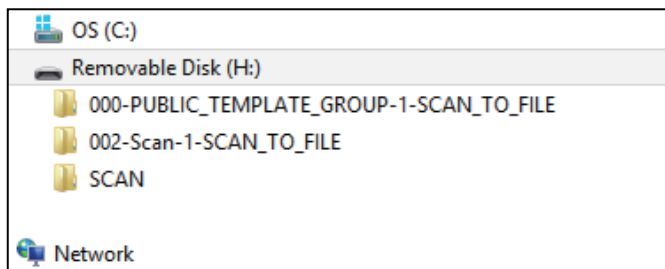 OS (C:)
Removable Disk (H:)
000-PUBLIC_TEMPLATE_GROUP-1-SCAN_TO_FILE
002-Scan-1-SCAN_TO_FILE
SCAN
Network